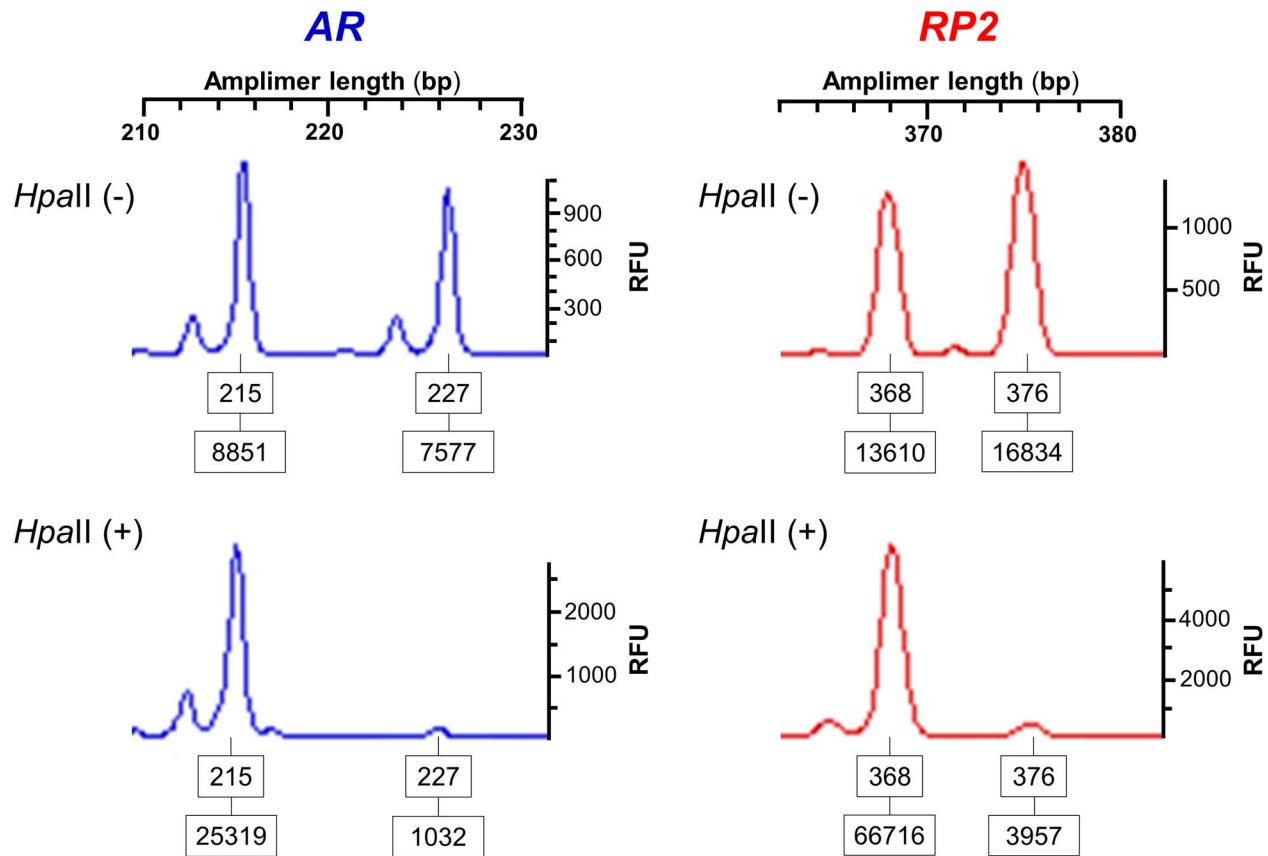 AR
Amplimer length (bp)
210 220 230
HpaII (-)
900
600
300
RFU
215 227
8851 7577
HpaII (+)
2000
1000
RFU
215 227
25319 1032
RP2
Amplimer length (bp)
370 380
HpaII (-)
1000
500
RFU
368 376
13610 16834
HpaII (+)
4000
2000
RFU
368 376
66716 3957